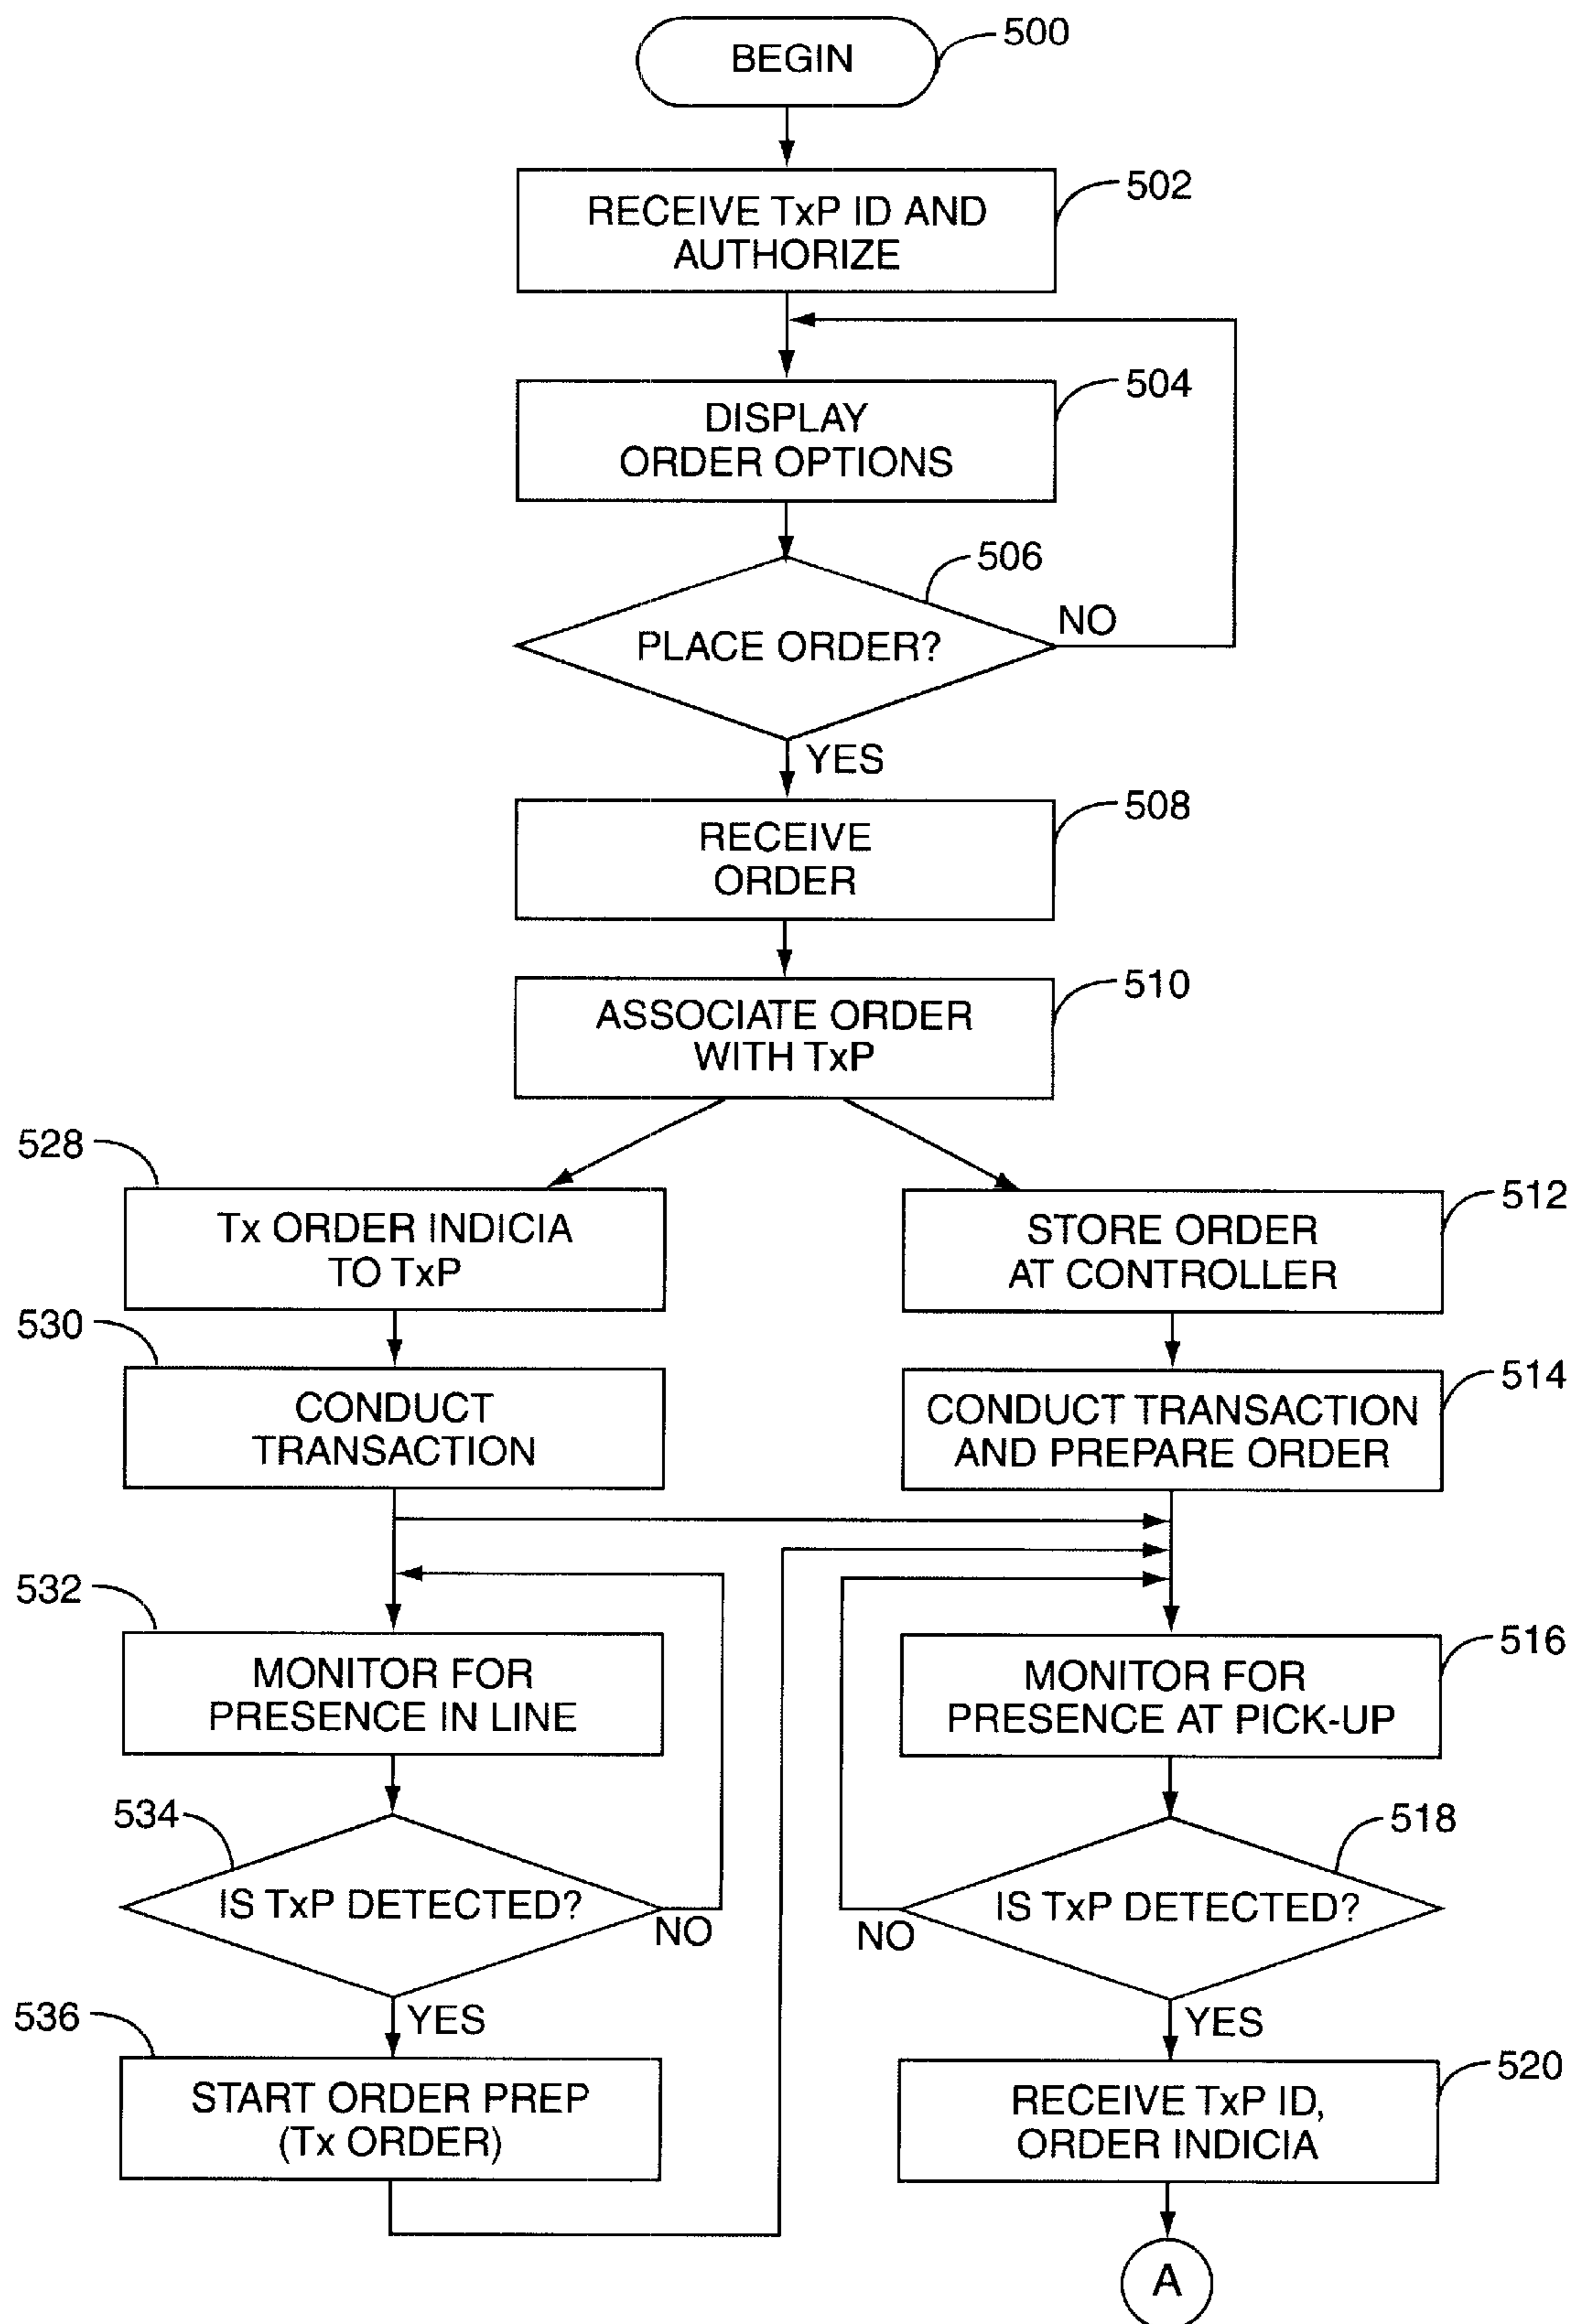 BEGIN
500
RECEIVE TxP ID AND
AUTHORIZE
502
DISPLAY
ORDER OPTIONS
504
PLACE ORDER?
506
NO
YES
RECEIVE
ORDER
508
ASSOCIATE ORDER
WITH TxP
510
528
Tx ORDER INDICIA
TO TxP
STORE ORDER
AT CONTROLLER
512
530
CONDUCT
TRANSACTION
CONDUCT TRANSACTION
AND PREPARE ORDER
514
532
MONITOR FOR
PRESENCE IN LINE
MONITOR FOR
PRESENCE AT PICK-UP
516
534
IS TxP DETECTED?
NO
YES
518
IS TxP DETECTED?
NO
YES
536
START ORDER PREP
(Tx ORDER)
RECEIVE TxP ID,
ORDER INDICIA
520
A